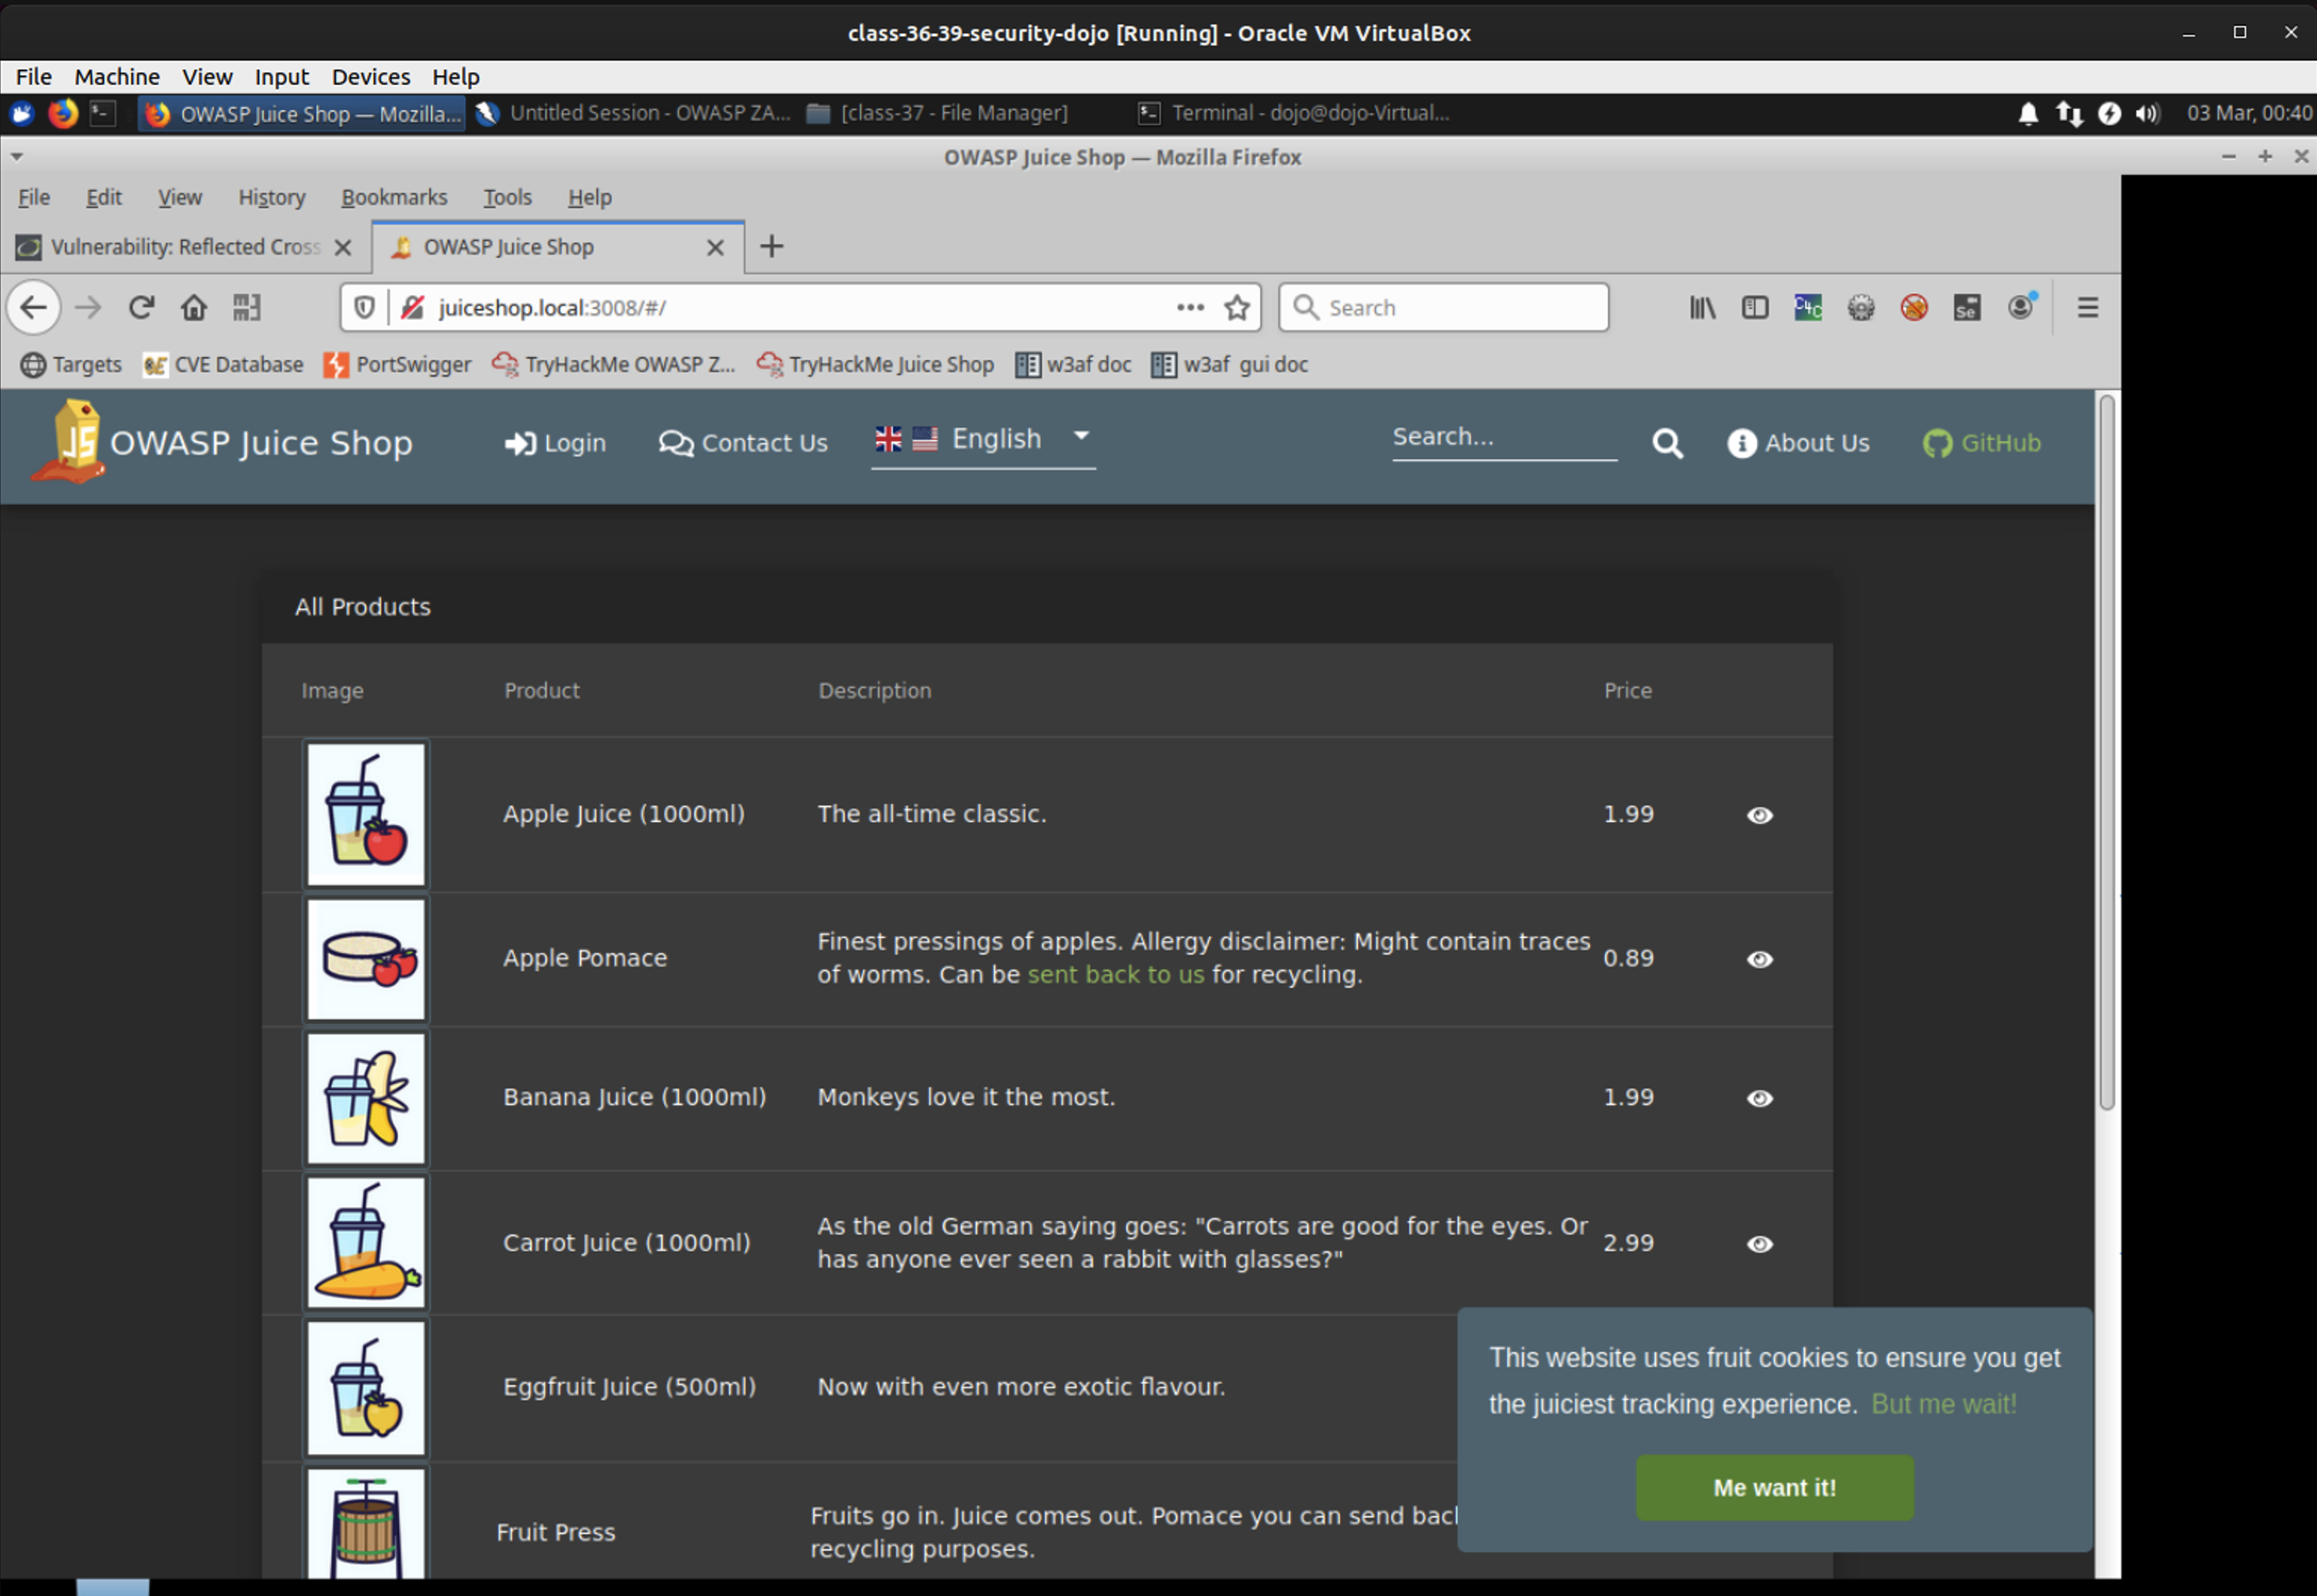 class-36-39-security-dojo [Running] - Oracle VM VirtualBox
File Machine View Input Devices Help
OWASP Juice Shop — Mozilla... Untitled Session - OWASP ZA... [class-37 - File Manager] Terminal - dojo@dojo-Virtual... 03 Mar, 00:40
OWASP Juice Shop — Mozilla Firefox
File Edit View History Bookmarks Tools Help
Vulnerability: Reflected Cross OWASP Juice Shop
juiceshop.local:3008/#/ Search
Targets CVE Database PortSwigger TryHackMe OWASP Z... TryHackMe Juice Shop w3af doc w3af gui doc
OWASP Juice Shop Login Contact Us English Search... About Us GitHub
All Products
Image Product Description Price
Apple Juice (1000ml) The all-time classic. 1.99
Apple Pomace Finest pressings of apples. Allergy disclaimer: Might contain traces 0.89
of worms. Can be sent back to us for recycling.
Banana Juice (1000ml) Monkeys love it the most. 1.99
Carrot Juice (1000ml) As the old German saying goes: "Carrots are good for the eyes. Or 2.99
has anyone ever seen a rabbit with glasses?"
Eggfruit Juice (500ml) Now with even more exotic flavour.
Fruit Press Fruits go in. Juice comes out. Pomace you can send back
recycling purposes.
This website uses fruit cookies to ensure you get
the juiciest tracking experience. But me wait!
Me want it!